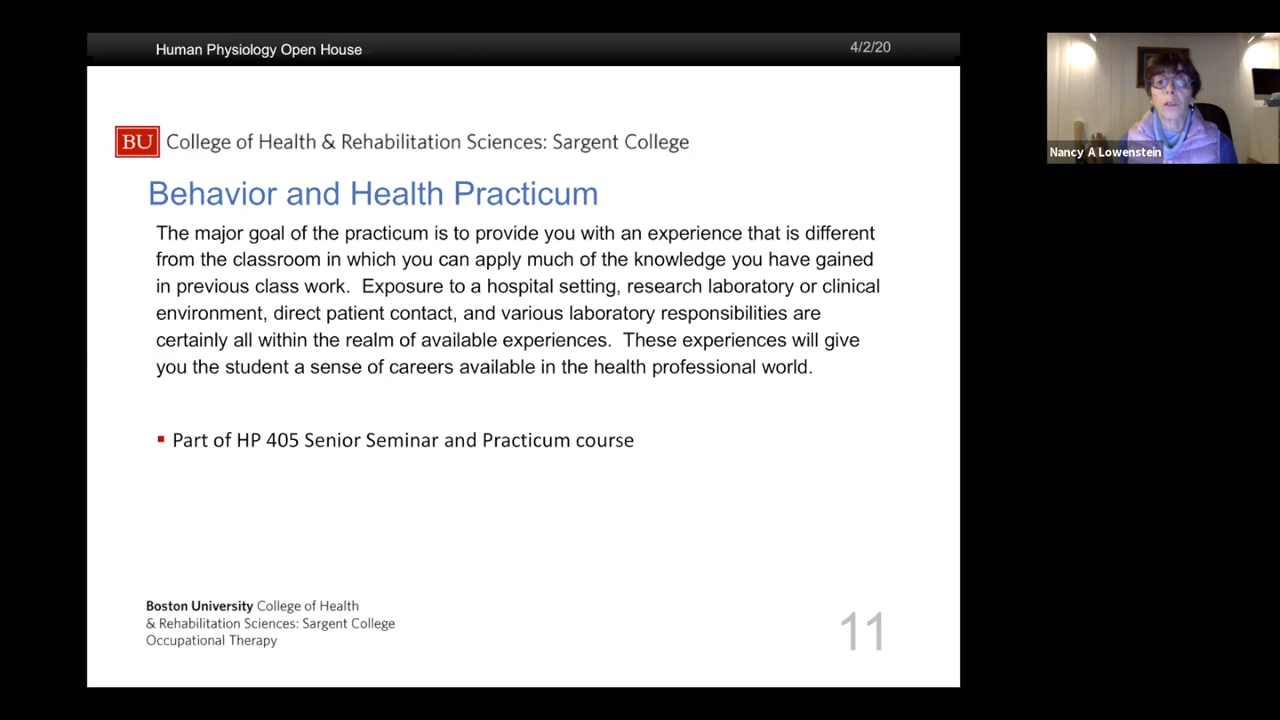 Human Physiology Open House
4/2/20
BU College of Health & Rehabilitation Sciences: Sargent College
Nancy A Lowenstein
Behavior and Health Practicum
The major goal of the practicum is to provide you with an experience that is different
from the classroom in which you can apply much of the knowledge you have gained
in previous class work.  Exposure to a hospital setting, research laboratory or clinical
environment, direct patient contact, and various laboratory responsibilities are
certainly all within the realm of available experiences.  These experiences will give
you the student a sense of careers available in the health professional world.
▪ Part of HP 405 Senior Seminar and Practicum course
Boston University College of Health
& Rehabilitation Sciences: Sargent College
Occupational Therapy
11